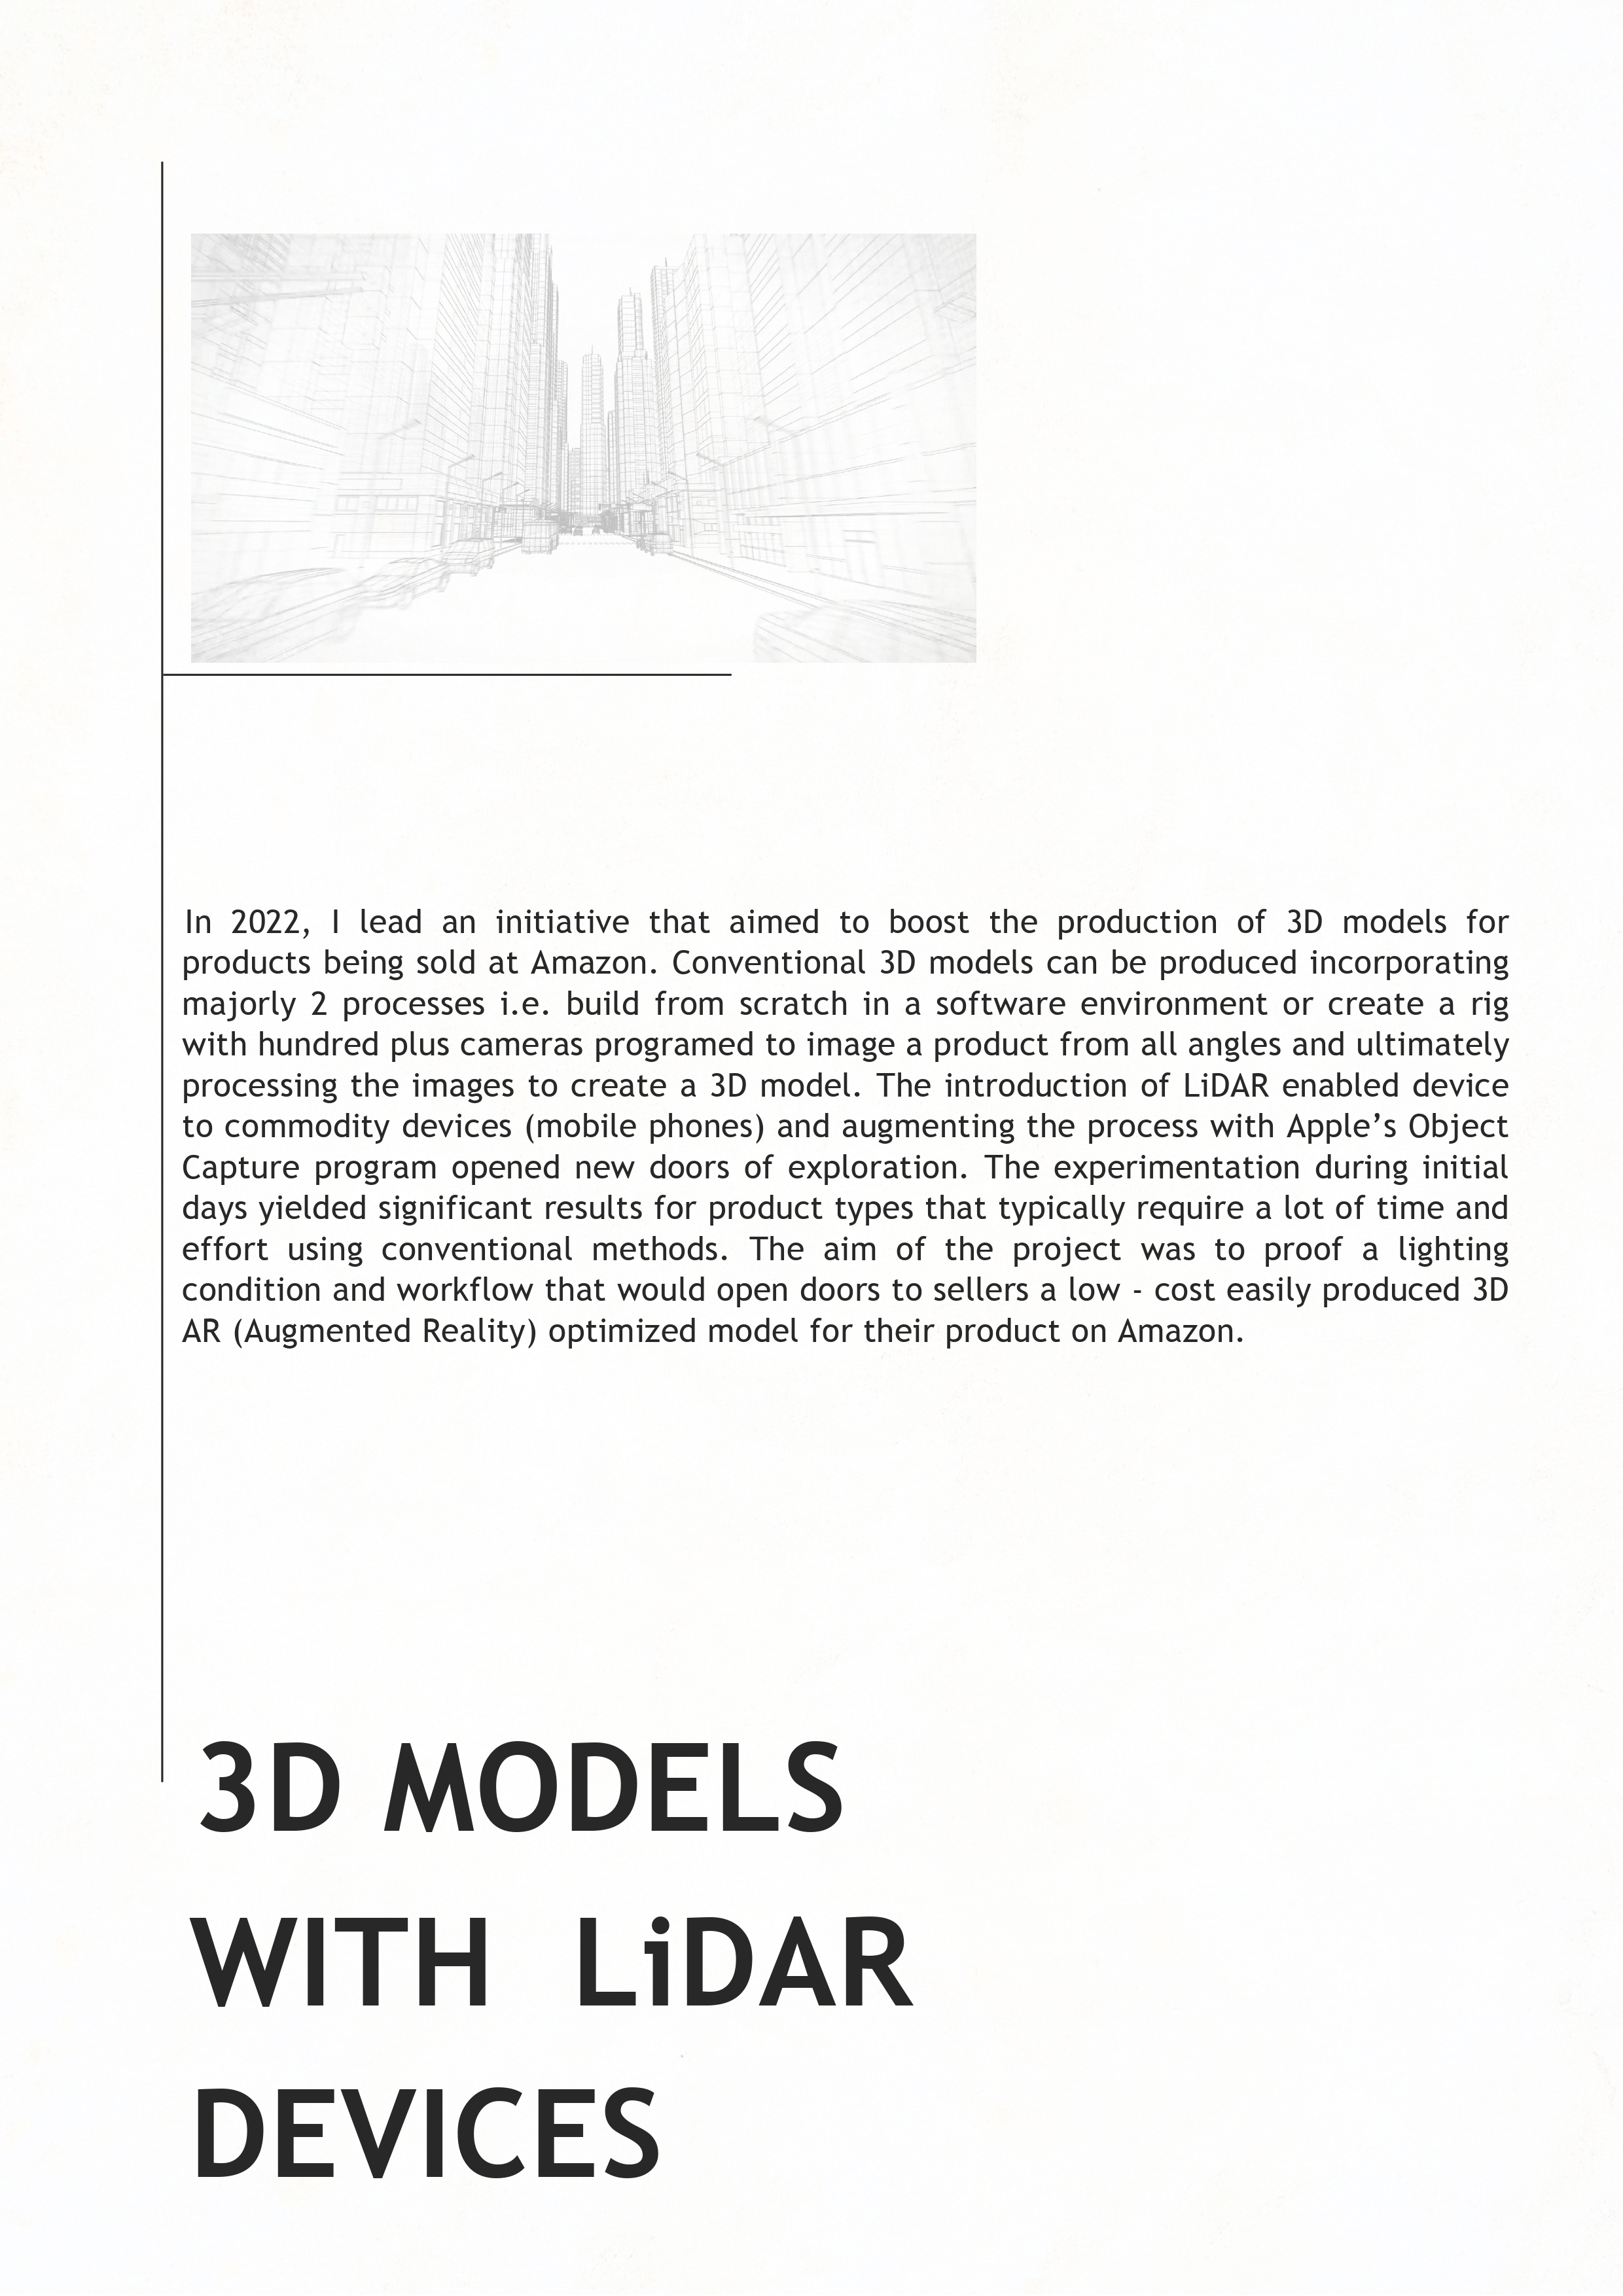 In 2022, I lead an initiative that aimed to boost the production of 3D models for
products being sold at Amazon. Conventional 3D models can be produced incorporating
majorly 2 processes i.e. build from scratch in a software environment or create a rig
with hundred plus cameras programed to image a product from all angles and ultimately
processing the images to create a 3D model. The introduction of LiDAR enabled device
to commodity devices (mobile phones) and augmenting the process with Apple’s Object
Capture program opened new doors of exploration. The experimentation during initial
days yielded significant results for product types that typically require a lot of time and
effort using conventional methods. The aim of the project was to proof a lighting
condition and workflow that would open doors to sellers a low - cost easily produced 3D
AR (Augmented Reality) optimized model for their product on Amazon.
3D MODELS
WITH LiDAR
DEVICES